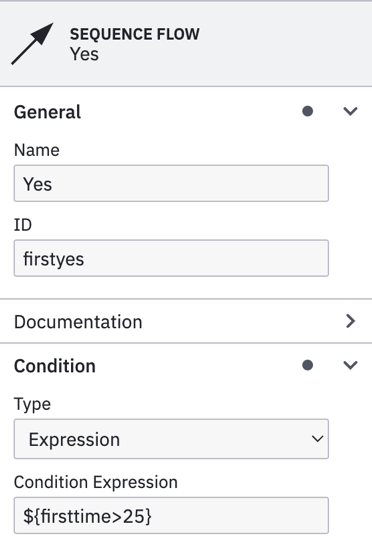 SEQUENCE FLOW
Yes
General
Name
Yes
ID
firstyes
Documentation
Condition
Type
Expression
Condition Expression
${firsttime>25}